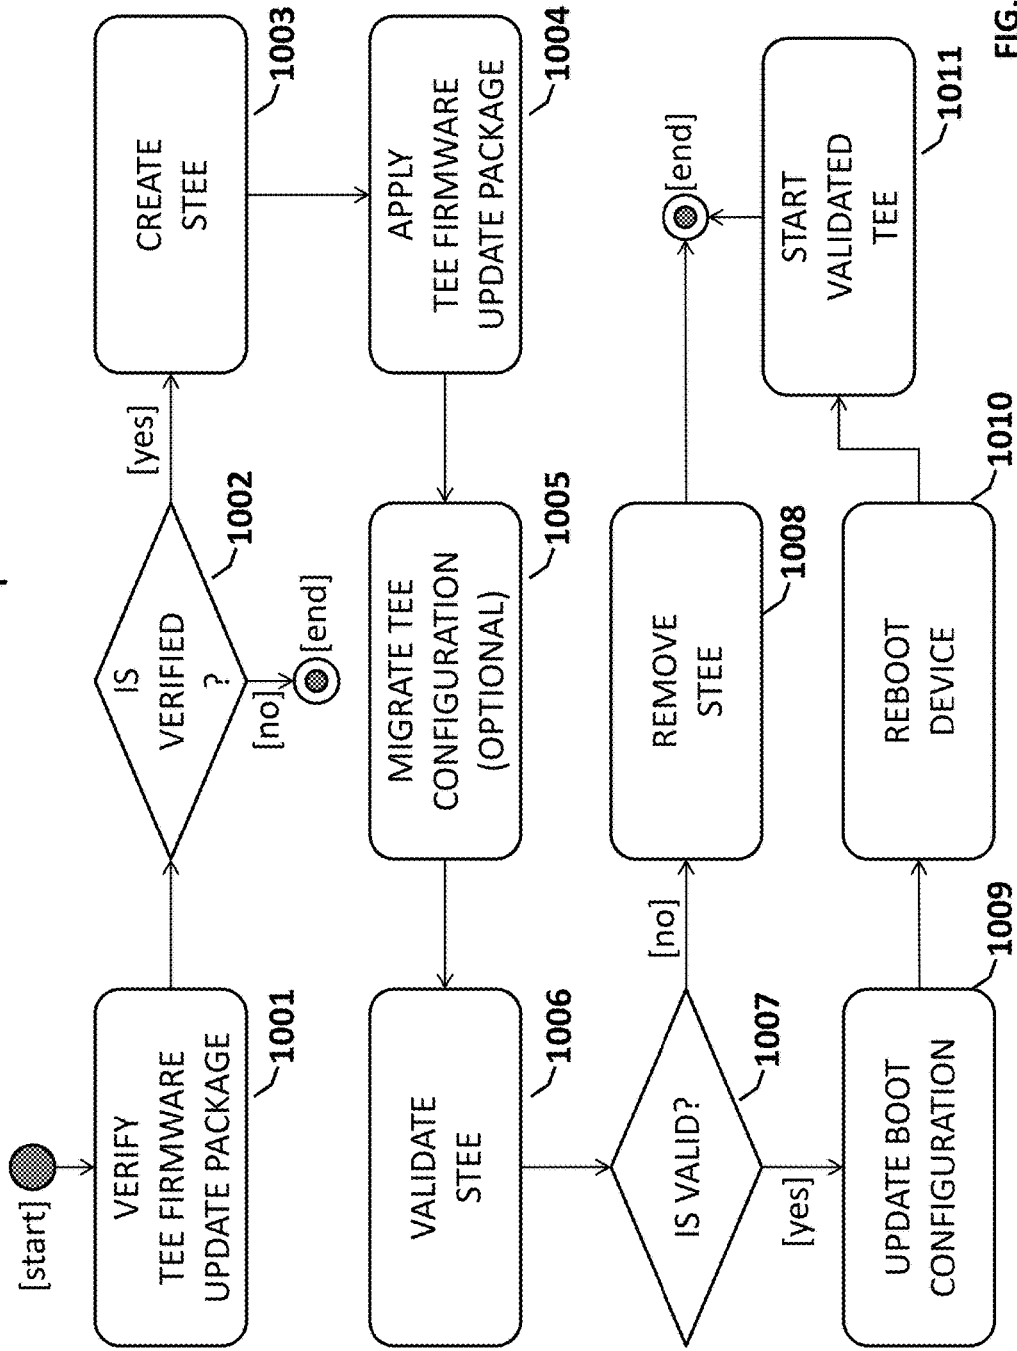 [start]
VERIFY
TEE FIRMWARE
UPDATE PACKAGE
1001
IS
VERIFIED
?
1002
[yes]
[no]
[end]
CREATE
STEE
1003
APPLY
TEE FIRMWARE
UPDATE PACKAGE
1004
MIGRATE TEE
CONFIGURATION
(OPTIONAL)
1005
VALIDATE
STEE
1006
IS VALID?
1007
[no]
[yes]
REMOVE
STEE
1008
[end]
UPDATE BOOT
CONFIGURATION
1009
REBOOT
DEVICE
1010
START
VALIDATED
TEE
1011
FIG.